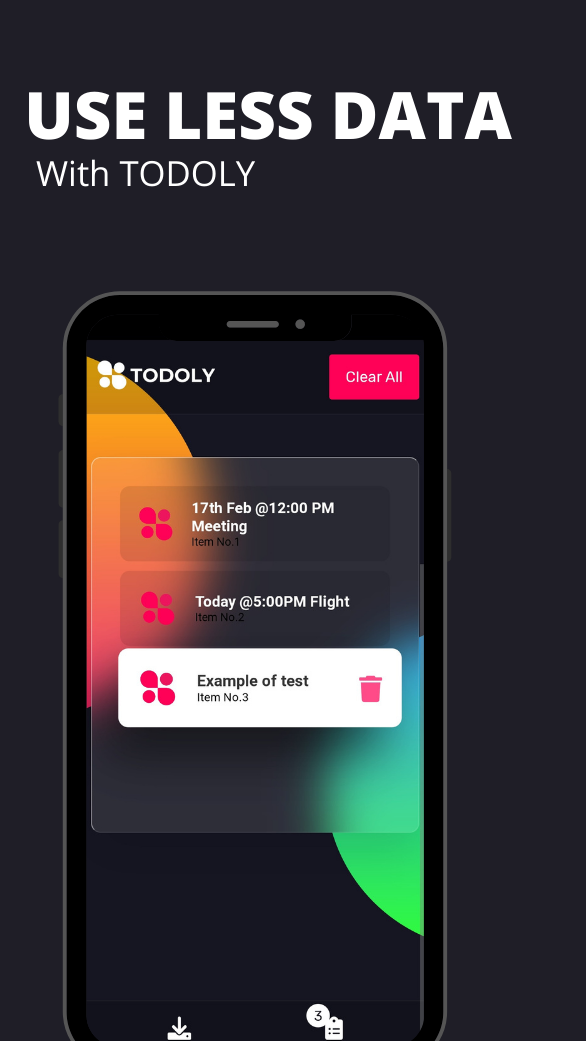 USE LESS DATA
With TODOLY
TODOLY
Clear All
17th Feb @12:00 PM
Meeting
Item No.1
Today @5:00PM Flight
Item No.2
Example of test
Item No.3
3